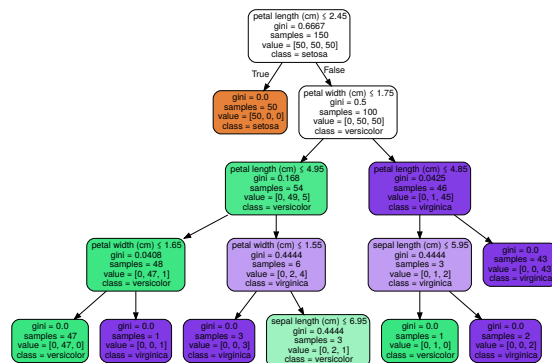 petal length (cm) ≤ 2.45
gini = 0.6667
samples = 150
value = [50, 50, 50]
class = setosa
True
False
gini = 0.0
samples = 50
value = [50, 0, 0]
class = setosa
petal width (cm) ≤ 1.75
gini = 0.5
samples = 100
value = [0, 50, 50]
class = versicolor
petal length (cm) ≤ 4.95
gini = 0.168
samples = 54
value = [0, 49, 5]
class = versicolor
petal length (cm) ≤ 4.85
gini = 0.0425
samples = 46
value = [0, 1, 45]
class = virginica
petal width (cm) ≤ 1.65
gini = 0.0408
samples = 48
value = [0, 47, 1]
class = versicolor
petal width (cm) ≤ 1.55
gini = 0.4444
samples = 6
value = [0, 2, 4]
class = virginica
sepal length (cm) ≤ 5.95
gini = 0.4444
samples = 3
value = [0, 1, 2]
class = virginica
gini = 0.0
samples = 43
value = [0, 0, 43]
class = virginica
gini = 0.0
samples = 47
value = [0, 47, 0]
class = versicolor
gini = 0.0
samples = 1
value = [0, 0, 1]
class = virginica
gini = 0.0
samples = 3
value = [0, 0, 3]
class = virginica
sepal length (cm) ≤ 6.95
gini = 0.4444
samples = 3
value = [0, 2, 1]
class = versicolor
gini = 0.0
samples = 1
value = [0, 1, 0]
class = versicolor
gini = 0.0
samples = 2
value = [0, 0, 2]
class = virginica